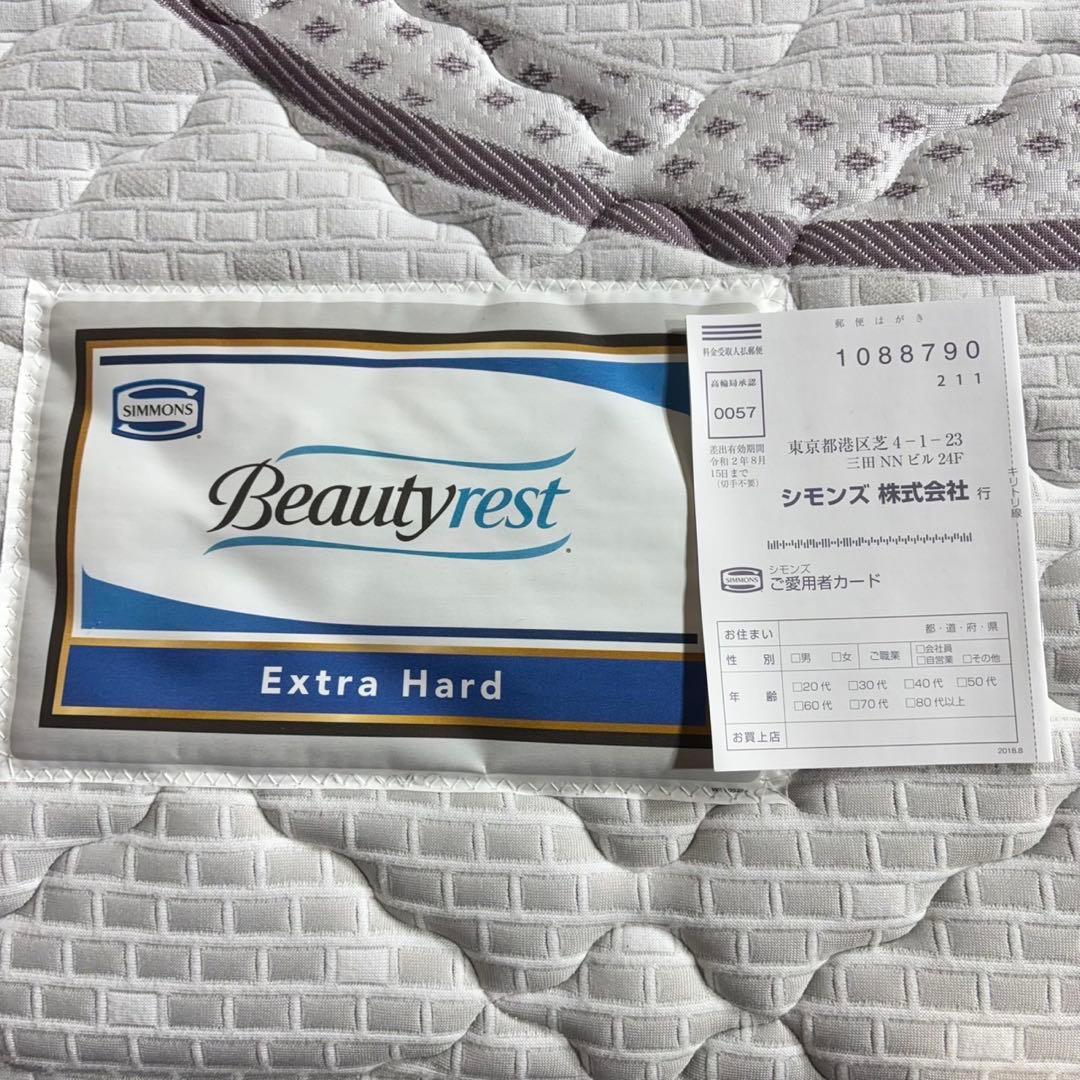 SIMMONS
Beautyrest
Extra Hard
郵便はがき
料金受取人払郵便
1088790
211
高輪局承認
0057
差出有効期間
令和2年8月
15日まで
(切手不要)
東京都港区芝4-1-23
三田NNビル24F
シモンズ 株式会社 行
キリトリ線
SIMMONS
シモンズ
ご愛用者カード
お住まい 都・道・府・県
性別 □男 □女 ご職業 □会社員 □自営業 □その他
年齢 □20代 □30代 □40代 □50代
□60代 □70代 □80代以上
お買上店
2018.8